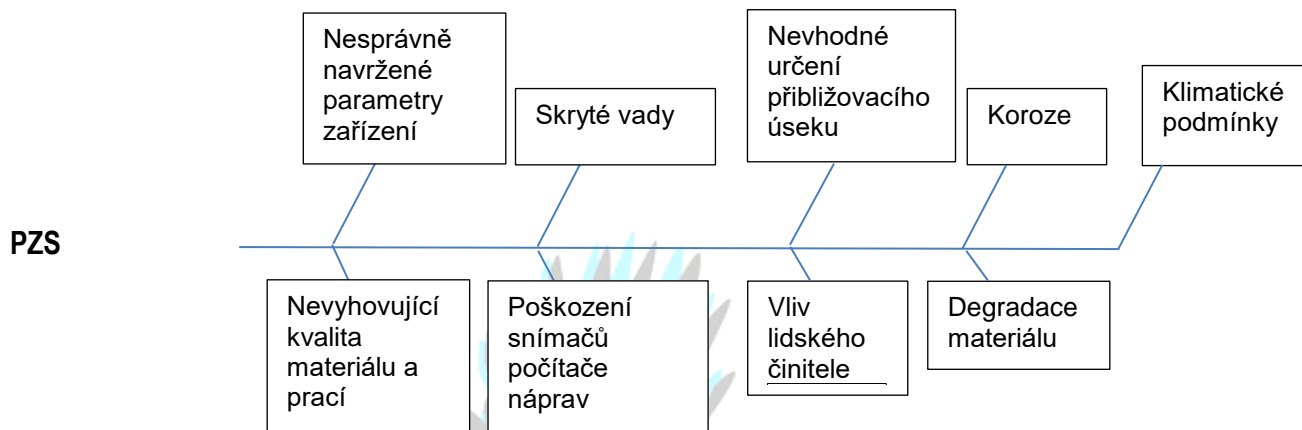 Nesprávně
navržené
parametry
zařízení
Skryté vady
Nevhodné
určení
přibližovacího
úseku
Koroze
Klimatické
podmínky
PZS
Nevyhovující
kvalita
materiálu a
prací
Poškození
snímačů
počítače
náprav
Vliv
lidského
činitele
Degradace
materiálu